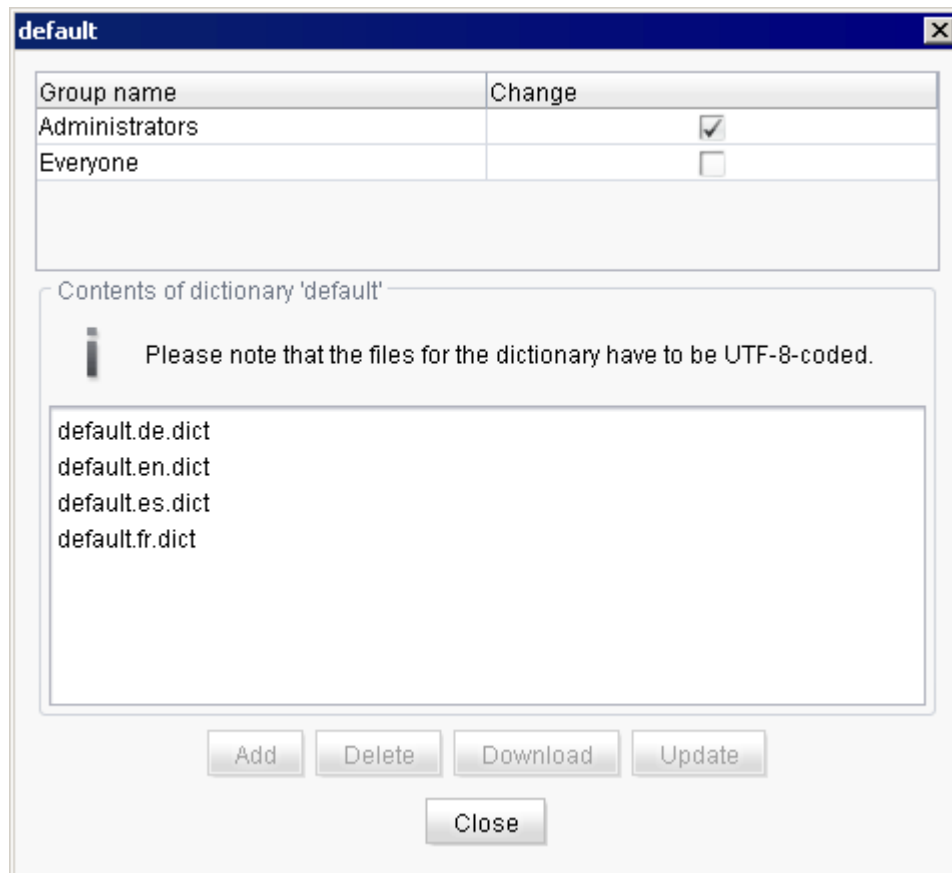 default
Group name Change
Administrators
Everyone
Contents of dictionary 'default'
Please note that the files for the dictionary have to be UTF-8-coded.
default.de.dict
default.en.dict
default.es.dict
default.fr.dict
Add Delete Download Update
Close